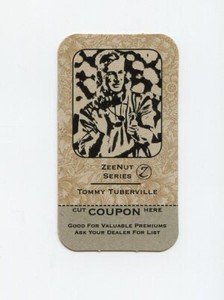 ZeeNut
Series Z
Tommy Tuberville
CUT COUPON HERE
Good For Valuable Premiums
Ask Your Dealer For List